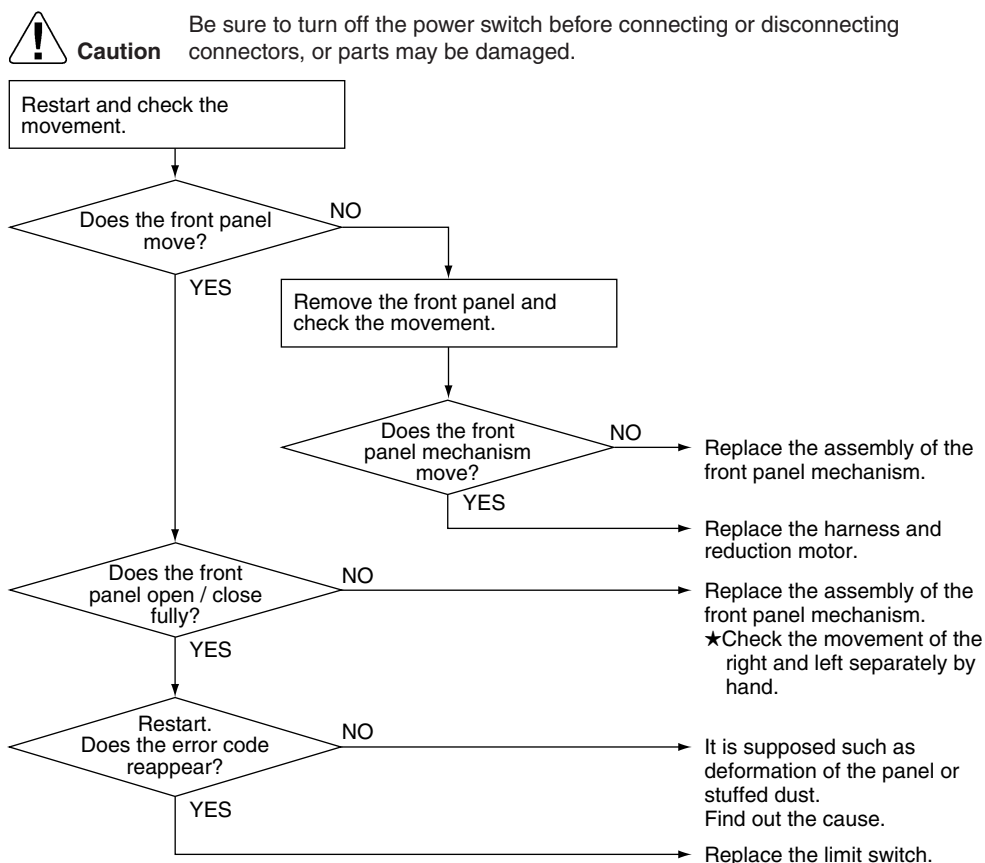 Be sure to turn off the power switch before connecting or disconnecting
Caution connectors, or parts may be damaged.
Restart and check the
movement.
Does the front panel
move?
NO
YES
Remove the front panel and
check the movement.
Does the front
panel mechanism
move?
NO
Replace the assembly of the
front panel mechanism.
YES
Replace the harness and
reduction motor.
Does the front
panel open / close
fully?
NO
Replace the assembly of the
front panel mechanism.
★Check the movement of the
right and left separately by
hand.
YES
Restart.
Does the error code
reappear?
NO
It is supposed such as
deformation of the panel or
stuffed dust.
Find out the cause.
YES
Replace the limit switch.